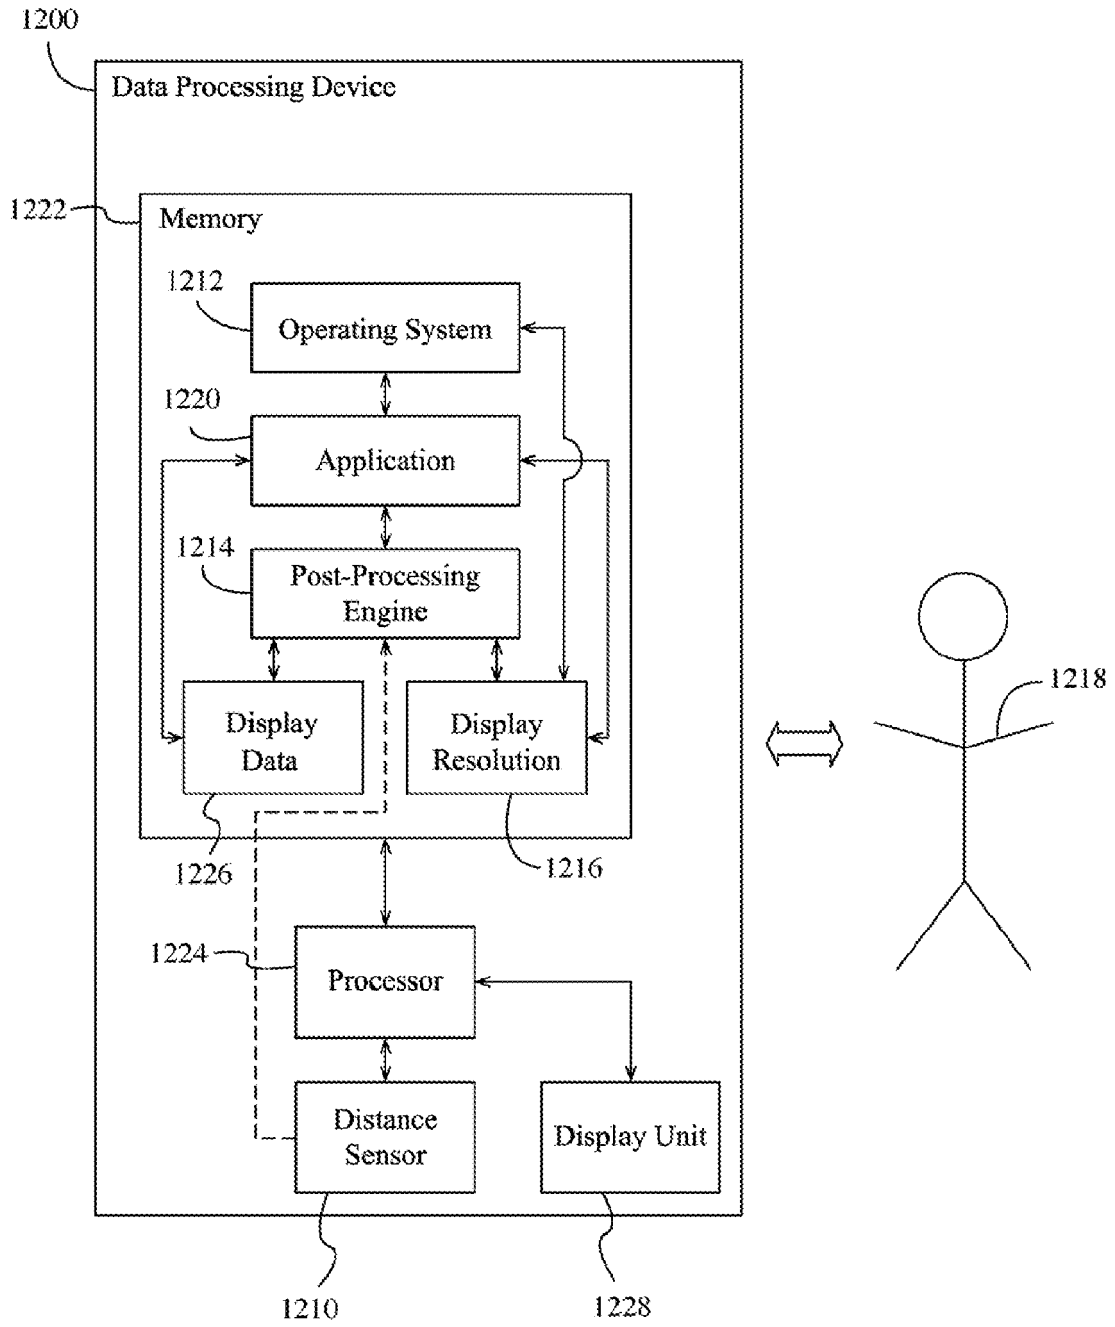 1200
Data Processing Device
1222
Memory
1212
Operating System
1220
Application
1214
Post-Processing
Engine
Display
Data
Display
Resolution
1218
1226
1216
1224
Processor
Distance
Sensor
Display Unit
1210
1228